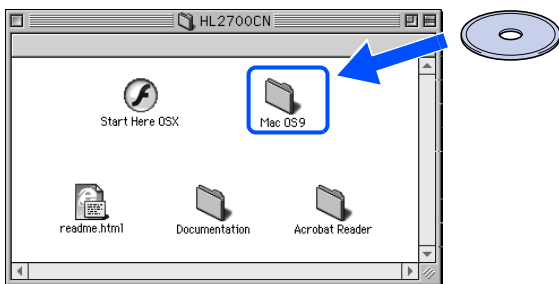 HL2700CN
Start Here OSX
Mac OS9
readme.html
Documentation
Acrobat Reader